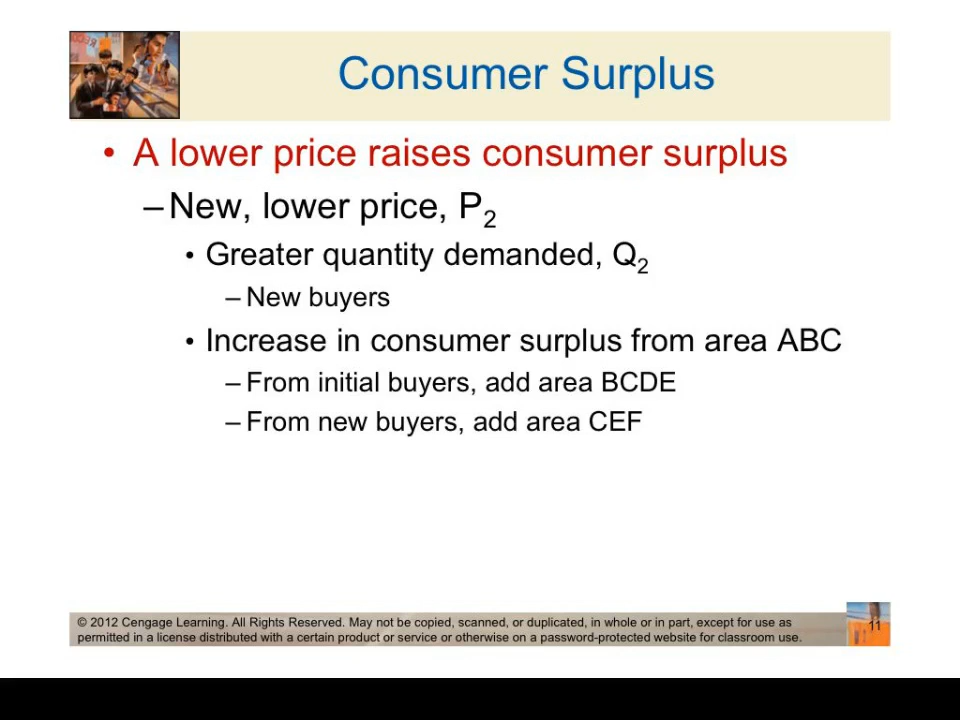 Consumer Surplus
• A lower price raises consumer surplus
– New, lower price, P₂
• Greater quantity demanded, Q₂
– New buyers
• Increase in consumer surplus from area ABC
– From initial buyers, add area BCDE
– From new buyers, add area CEF
© 2012 Cengage Learning. All Rights Reserved. May not be copied, scanned, or duplicated, in whole or in part, except for use as
permitted in a license distributed with a certain product or service or otherwise on a password-protected website for classroom use.
11